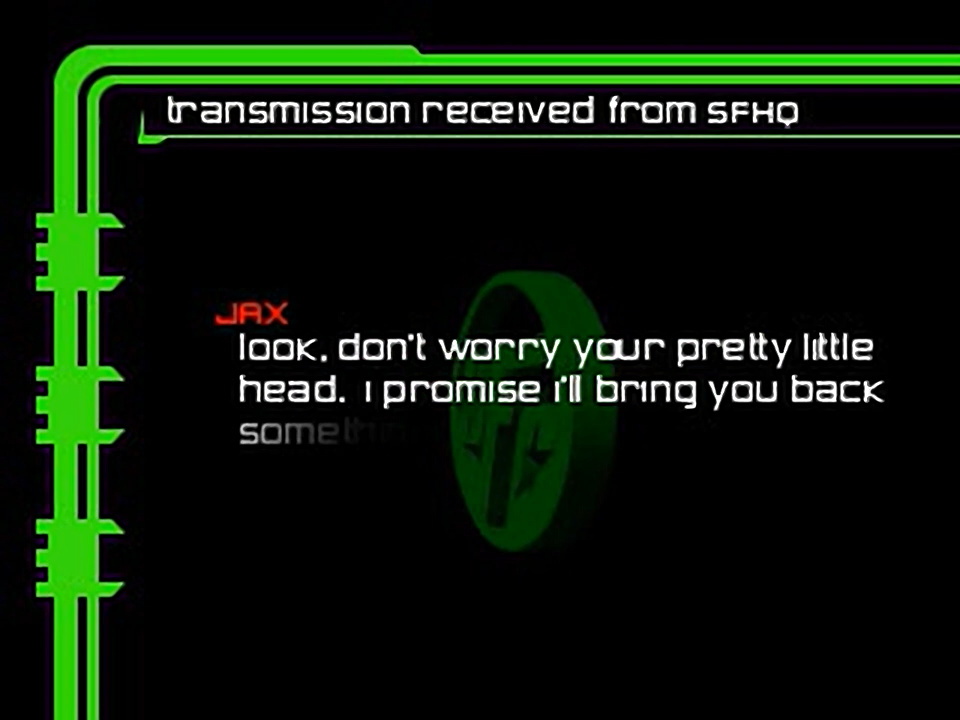 transmission received from SFHQ
JAX
look, don't worry your pretty little
head. i promise i'll bring you back